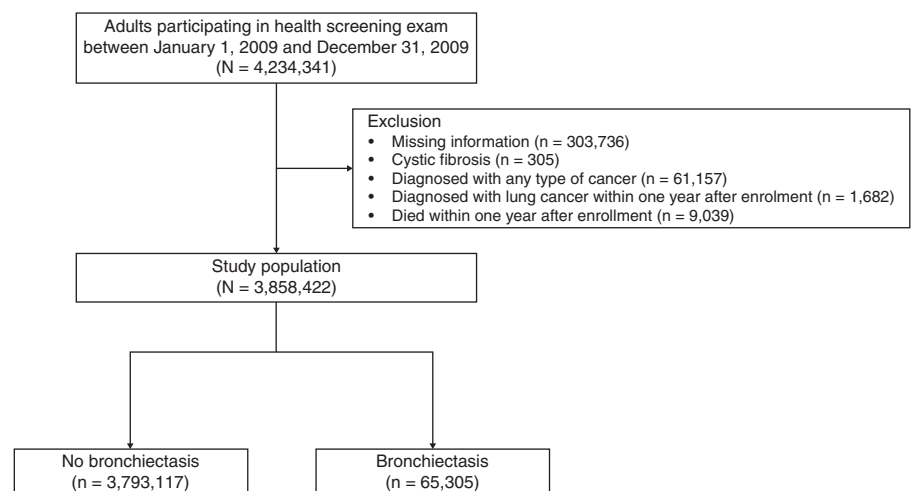 Adults participating in health screening exam
between January 1, 2009 and December 31, 2009
(N = 4,234,341)
Exclusion
• Missing information (n = 303,736)
• Cystic fibrosis (n = 305)
• Diagnosed with any type of cancer (n = 61,157)
• Diagnosed with lung cancer within one year after enrolment (n = 1,682)
• Died within one year after enrollment (n = 9,039)
Study population
(N = 3,858,422)
No bronchiectasis
(n = 3,793,117)
Bronchiectasis
(n = 65,305)